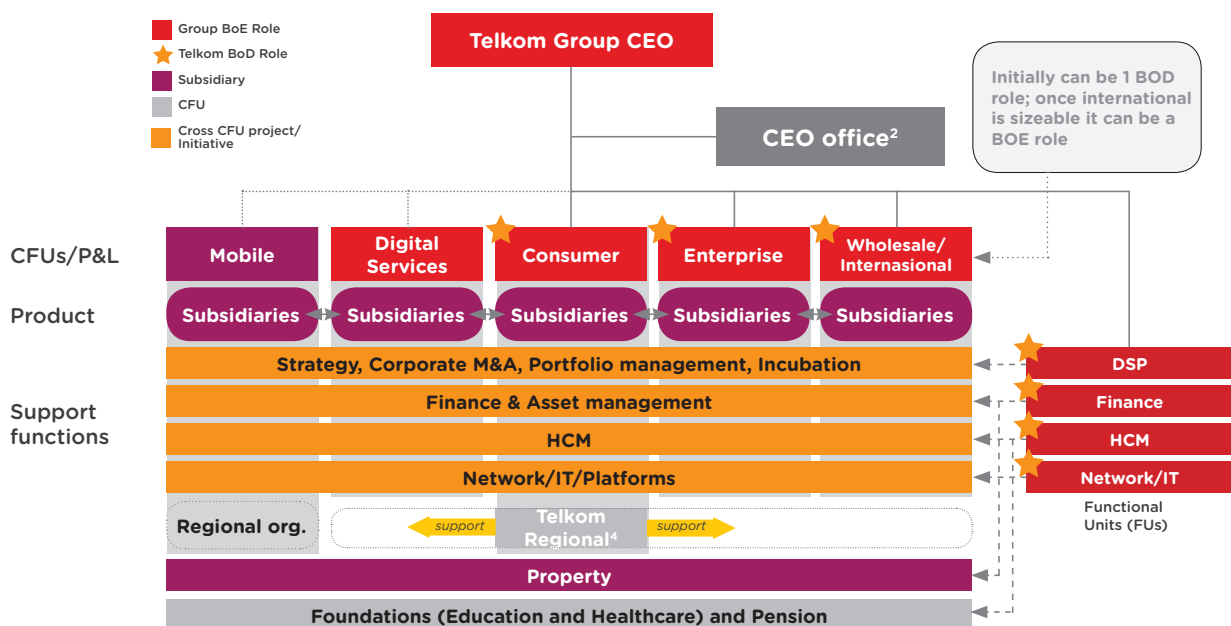 Group BoE Role
Telkom BoD Role
Subsidiary
CFU
Cross CFU project/
Initiative
Telkom Group CEO
CEO office²
Initially can be 1 BOD
role; once international
is sizeable it can be a
BOE role
CFUs/P&L
Mobile
Digital
Services
Consumer
Enterprise
Wholesale/
Internasional
Product
Subsidiaries
Subsidiaries
Subsidiaries
Subsidiaries
Subsidiaries
Support
functions
Strategy, Corporate M&A, Portfolio management, Incubation
Finance & Asset management
HCM
Network/IT/Platforms
DSP
Finance
HCM
Network/IT
Functional
Units (FUs)
Regional org.
support
Telkom
Regional⁴
support
Property
Foundations (Education and Healthcare) and Pension